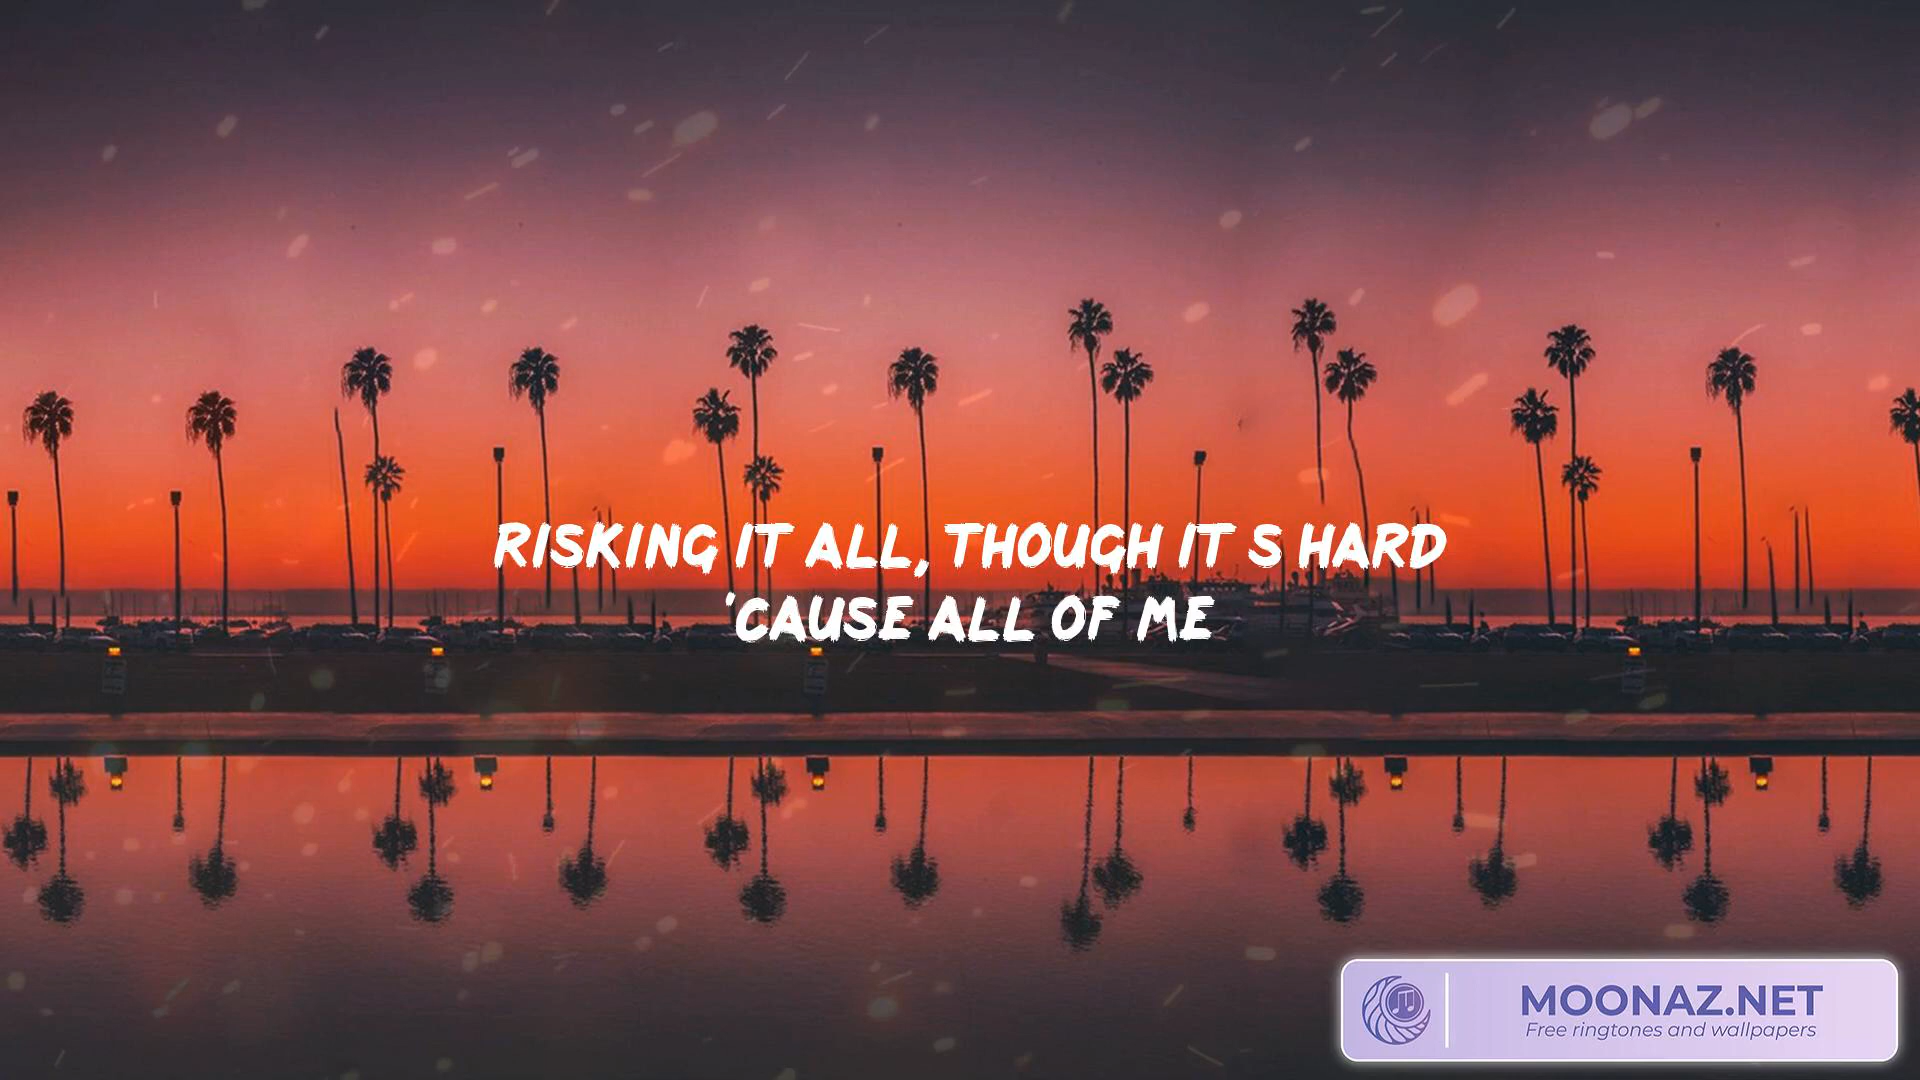 RISKING IT ALL, THOUGH IT S HARD
'CAUSE ALL OF ME
MOONAZ.NET
Free ringtones and wallpapers